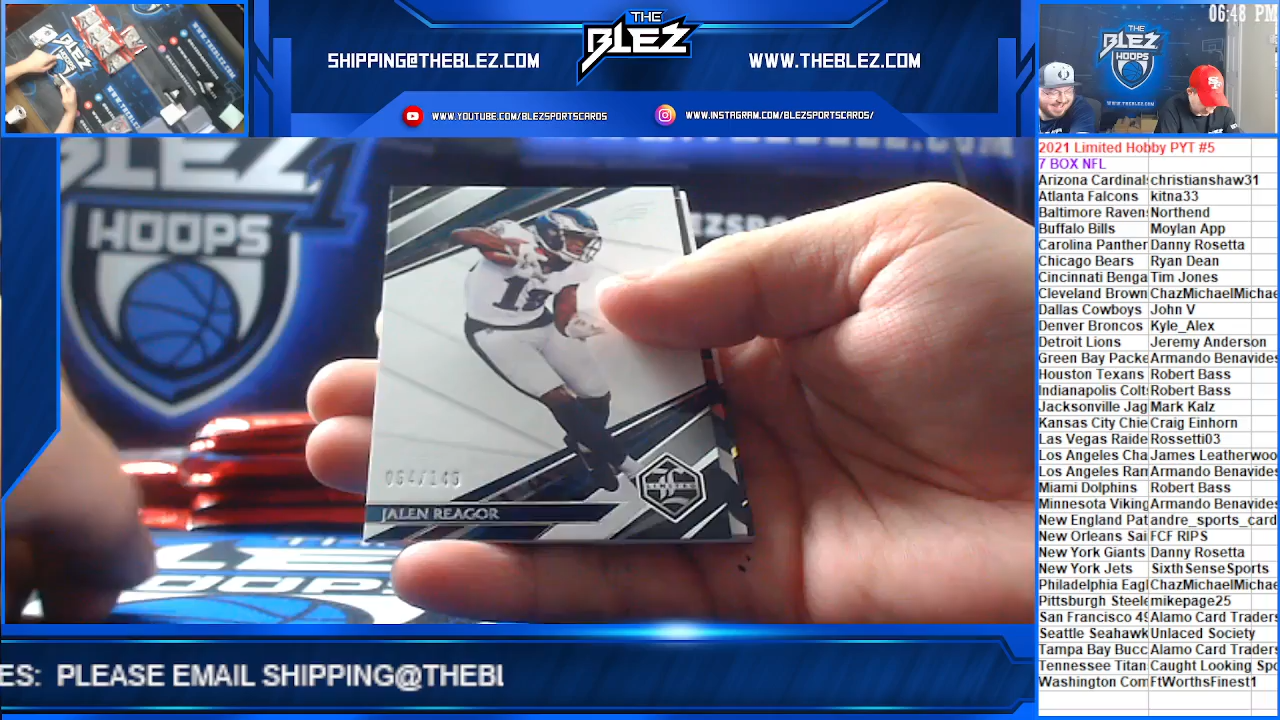 06:48 PM
THE
BLEZ
SHIPPING@THEBLEZ.COM
WWW.THEBLEZ.COM
WWW.YOUTUBE.COM/BLEZSPORTSCARDS
WWW.INSTAGRAM.COM/BLEZSPORTSCARDS/
THE
BLEZ
HOOPS
HOOPS
LIMITED
JALEN REAGOR
2021 Limited Hobby PYT #5
7 BOX NFL
Arizona Cardinals christianshaw31
Atlanta Falcons kitna33
Baltimore Raven Northend
Buffalo Bills Moylan App
Carolina Panther Danny Rosetta
Chicago Bears Ryan Dean
Cincinnati Benga Tim Jones
Cleveland Brown ChazMichaelMichae
Dallas Cowboys John V
Denver Broncos Kyle_Alex
Detroit Lions Jeremy Anderson
Green Bay Packe Armando Benavides
Houston Texans Robert Bass
Indianapolis Colt Robert Bass
Jacksonville Jag Mark Kalz
Kansas City Chie Craig Einhorn
Las Vegas Raide Rossetti03
Los Angeles Cha James Leatherwoo
Los Angeles Ran Armando Benavides
Miami Dolphins Robert Bass
Minnesota Viking Armando Benavides
New England Pat andre_sports_card
New Orleans Sai FCF RIPS
New York Giants Danny Rosetta
New York Jets SixthSenseSports
Philadelphia Eagl ChazMichaelMichae
Pittsburgh Steele mikepage25
San Francisco 49 Alamo Card Traders
Seattle Seahawk Unlaced Society
Tampa Bay Bucc Alamo Card Traders
Tennessee Titan Caught Looking Spo
Washington Com FtWorthsFinest1
ES: PLEASE EMAIL SHIPPING@THEBL